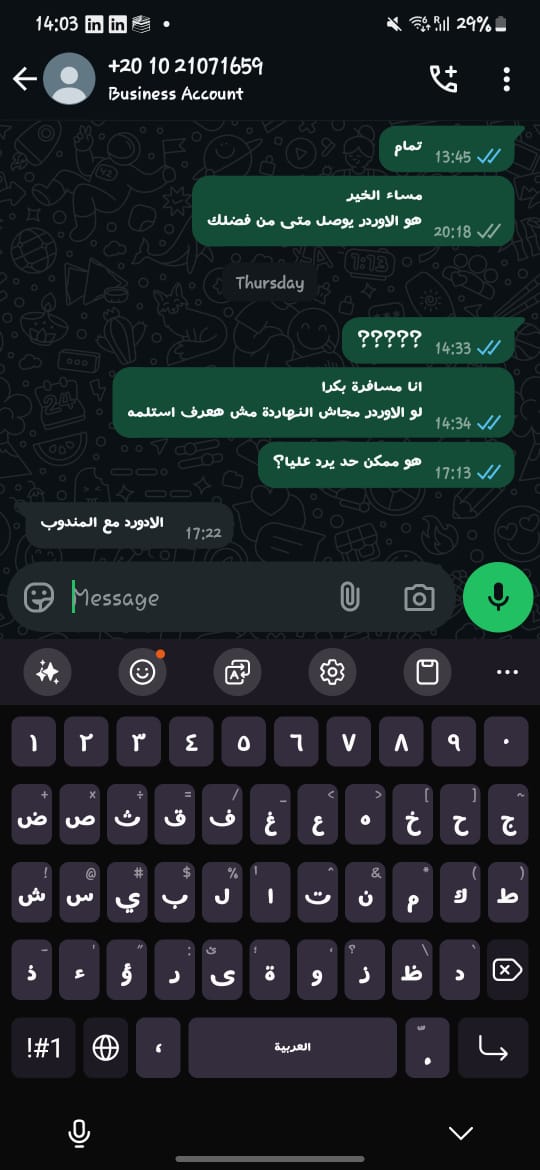 14:03
29%
+20 10 21071659
Business Account
تمام
13:45
مساء الخير
هو الاوردر يوصل متى من فضلك
20:18
Thursday
?????
14:33
انا مسافرة بكرا
لو الاوردر مجاش النهاردة مش هعرف استلمه
14:34
هو ممكن حد يرد عليا؟
17:13
الادورد مع المندوب
17:22
Message
١ ٢ ٣ ٤ ٥ ٦ ٧ ٨ ٩ ٠
+ × ÷ = / _ < > [ ] ~
ض ص ث ق ف غ ع ه خ ح ج
! @ # $ % ' ^ & * ( )
ش س ي ب ل ا ت ن م ك ط
- ' " : ئ ؛ ، ؟ \ `
ذ ء ؤ ر ى ة و ز ظ د
!#1 ، العربية .